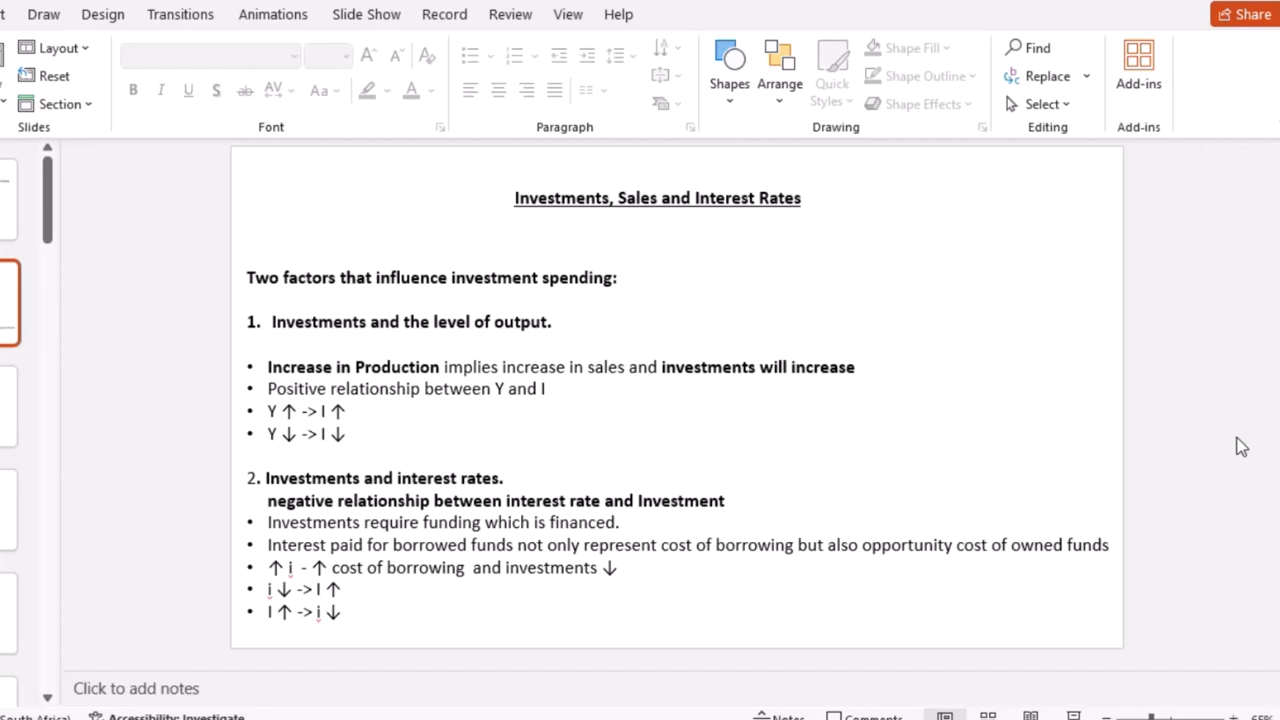 Draw Transitions Design Animations Slide Show Record Review View Help Share
Layout
Reset
Section
Slides
Font
Paragraph
Shapes
Arrange
Quick Styles
Shape Fill
Shape Outline
Shape Effects
Drawing
Find
Replace
Select
Editing
Add-ins
Add-ins
Investments, Sales and Interest Rates
Two factors that influence investment spending:
1. Investments and the level of output.
• Increase in Production implies increase in sales and investments will increase
• Positive relationship between Y and I
• Y ↑ -> I ↑
• Y ↓ -> I ↓
2. Investments and interest rates.
negative relationship between interest rate and Investment
• Investments require funding which is financed.
• Interest paid for borrowed funds not only represent cost of borrowing but also opportunity cost of owned funds
• ↑ i - ↑ cost of borrowing and investments ↓
• i ↓ -> I ↑
• I ↑ -> i ↓
Click to add notes
South Africa) Accessibility: Investigate Notes Comments 65%